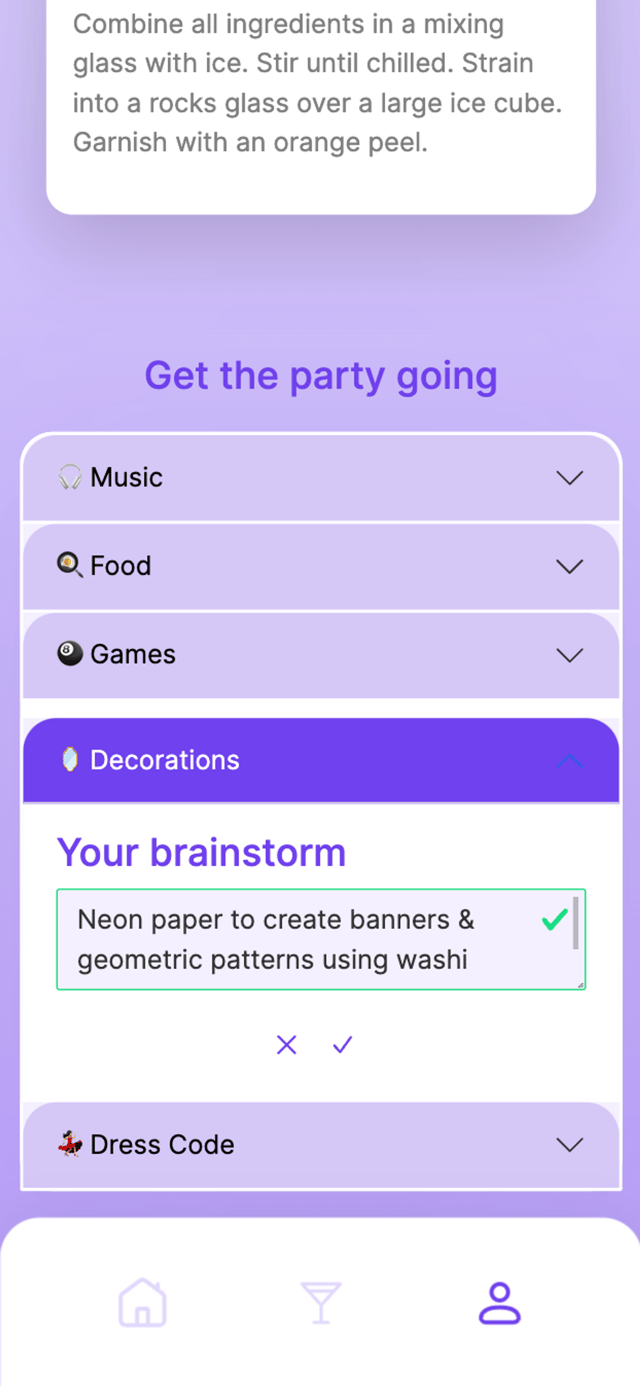 Combine all ingredients in a mixing
glass with ice. Stir until chilled. Strain
into a rocks glass over a large ice cube.
Garnish with an orange peel.
Get the party going
Music
Food
Games
Decorations
Your brainstorm
Neon paper to create banners &
geometric patterns using washi
Dress Code